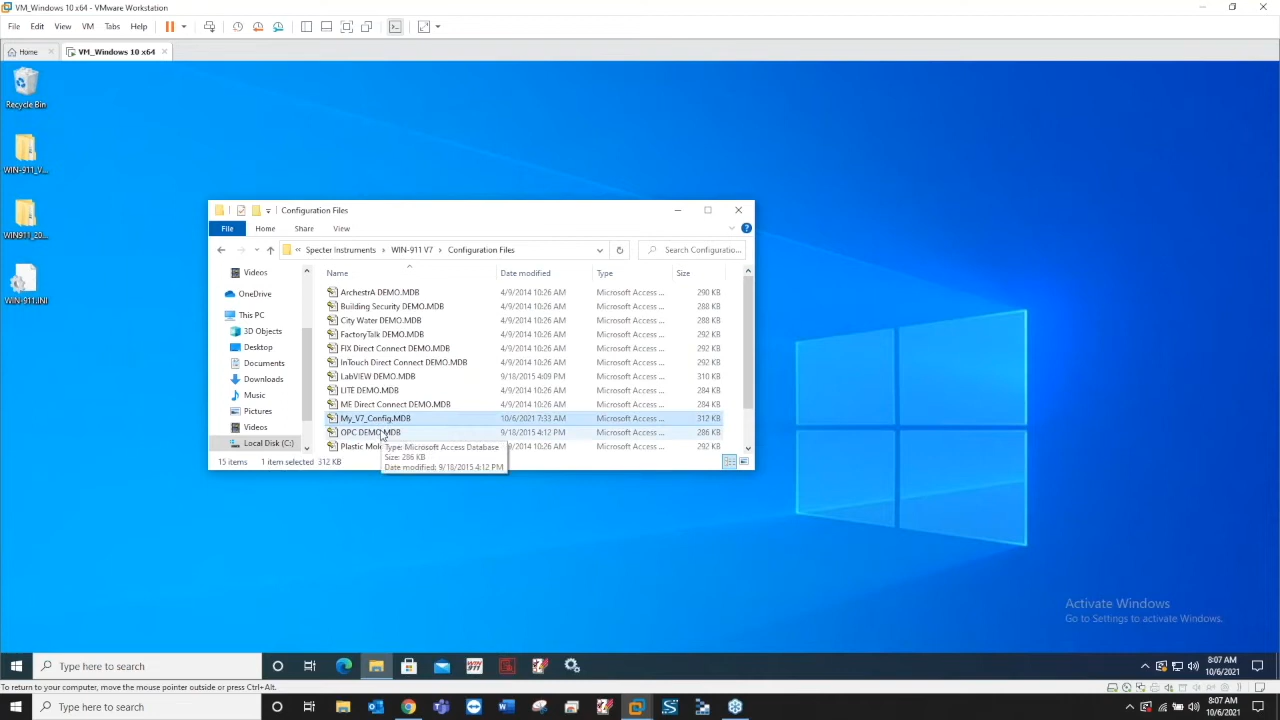 VM_Windows 10 x64 - VMware Workstation
File Edit View VM Tabs Help
Home VM_Windows 10 x64
Recycle Bin
WIN-911_V...
WIN911_20...
WIN-911.INI
Configuration Files
File Home Share View
« Specter Instruments › WIN-911 V7 › Configuration Files
Search Configuratio...
Name Date modified Type Size
Videos
OneDrive
This PC
3D Objects
Desktop
Documents
Downloads
Music
Pictures
Videos
Local Disk (C:)
ArchestrA DEMO.MDB 4/9/2014 10:26 AM Microsoft Access ... 290 KB
Building Security DEMO.MDB 4/9/2014 10:26 AM Microsoft Access ... 288 KB
City Water DEMO.MDB 4/9/2014 10:26 AM Microsoft Access ... 288 KB
FactoryTalk DEMO.MDB 4/9/2014 10:26 AM Microsoft Access ... 292 KB
FIX Direct Connect DEMO.MDB 4/9/2014 10:26 AM Microsoft Access ... 292 KB
InTouch Direct Connect DEMO.MDB 4/9/2014 10:26 AM Microsoft Access ... 292 KB
LabVIEW DEMO.MDB 9/18/2015 4:09 PM Microsoft Access ... 310 KB
LITE DEMO.MDB 4/9/2014 10:26 AM Microsoft Access ... 284 KB
ME Direct Connect DEMO.MDB 4/9/2014 10:26 AM Microsoft Access ... 284 KB
My_V7_Config.MDB 10/6/2021 7:33 AM Microsoft Access ... 312 KB
OPC DEMO.MDB 9/18/2015 4:12 PM Microsoft Access ... 286 KB
Plastic Mol 4/9/2014 10:26 AM Microsoft Access ... 292 KB
Type: Microsoft Access Database
Size: 286 KB
Date modified: 9/18/2015 4:12 PM
15 items 1 item selected 312 KB
Activate Windows
Go to Settings to activate Windows.
Type here to search
WIN 911
8:07 AM
10/6/2021
To return to your computer, move the mouse pointer outside or press Ctrl+Alt.
Type here to search
8:07 AM
10/6/2021